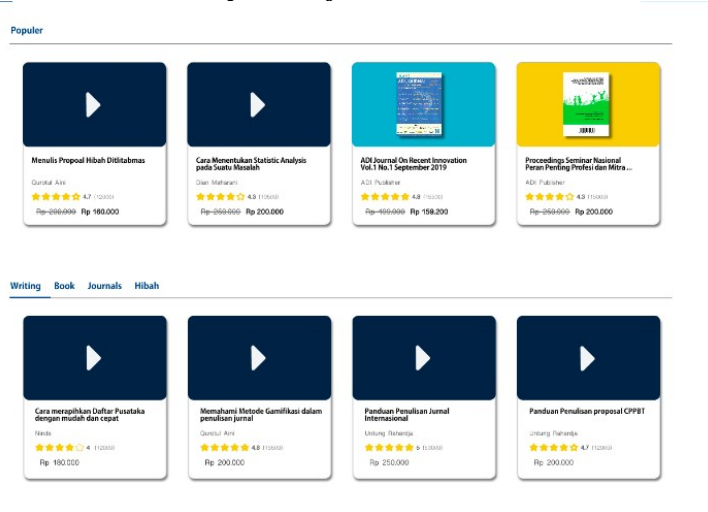 Populer
Menulis Propoal Hibah Ditlitabmas
Qurotul Aini
4.7
Rp 200.000 Rp 160.000
Cara Menentukan Statistic Analysis
pada Suatu Masalah
Dian Maharani
4.3
Rp 250.000 Rp 200.000
ADI Journal On Recent Innovation
Vol.1 No.1 September 2019
ADI Publisher
4.8
Rp 199.000 Rp 159.200
Proceedings Seminar Nasional
Peran Penting Profesi dan Mitra ...
ADI Publisher
4.3
Rp 250.000 Rp 200.000
Writing Book Journals Hibah
Cara merapihkan Daftar Pusataka
dengan mudah dan cepat
4
Rp 180.000
Memahami Metode Gamifikasi dalam
penulisan jurnal
Qurotul Aini
4.8
Rp 200.000
Panduan Penulisan Jurnal
Internasional
Untung Rahardja
5
Rp 250.000
Panduan Penulisan proposal CPPBT
Untung Rahardja
4.7
Rp 200.000